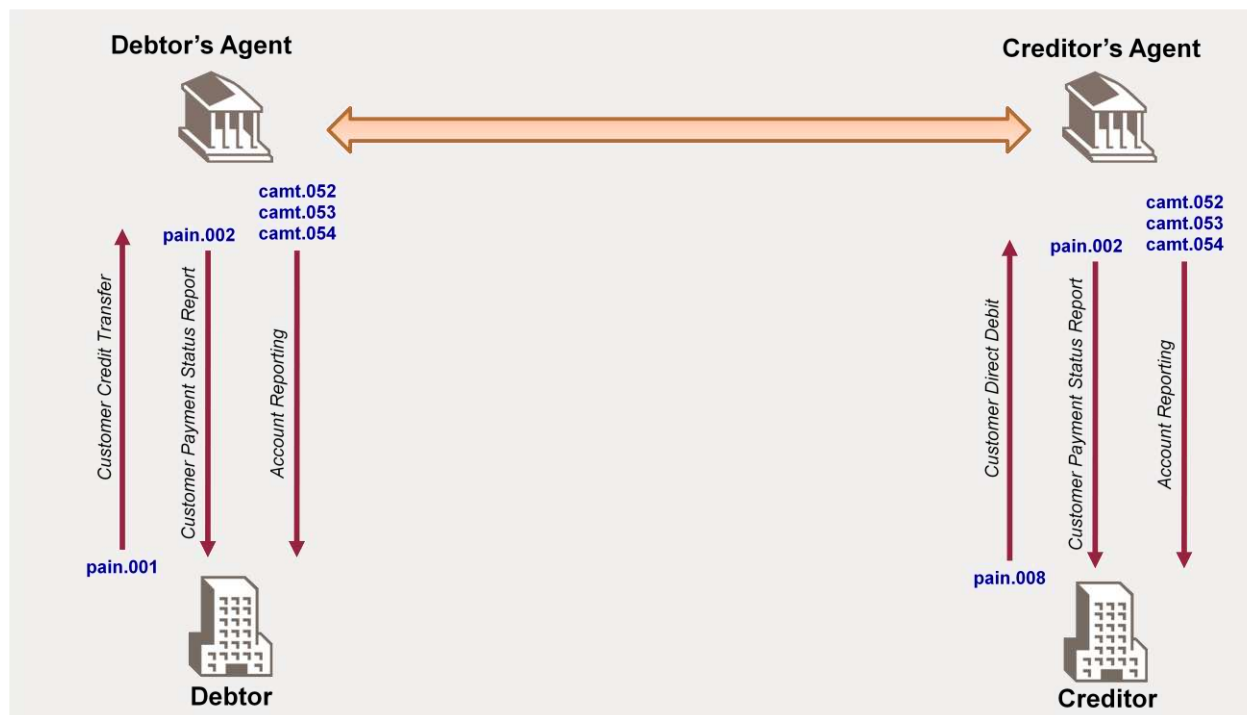 Debtor's Agent
Creditor's Agent
camt.052
camt.053
camt.054
pain.002
camt.052
camt.053
camt.054
pain.002
Customer Credit Transfer
Customer Payment Status Report
Account Reporting
Customer Direct Debit
Customer Payment Status Report
Account Reporting
pain.001
pain.008
Debtor
Creditor